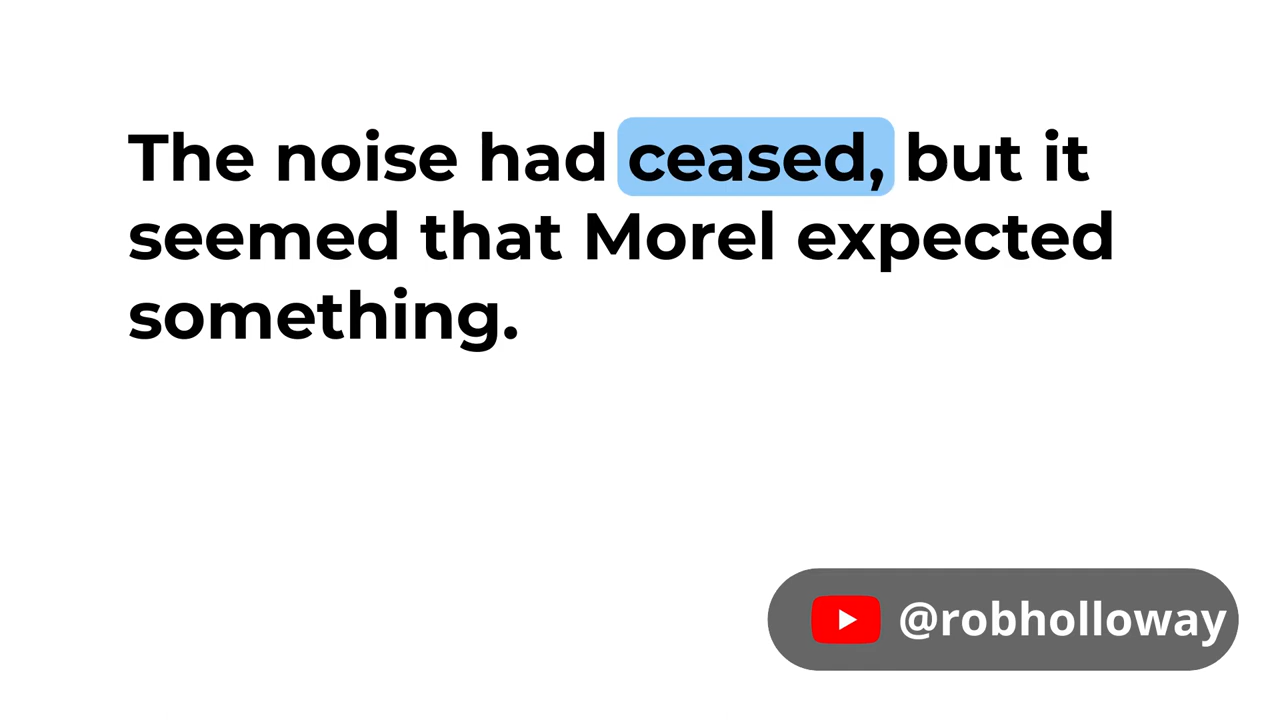 The noise had ceased, but it
seemed that Morel expected
something.
@robholloway